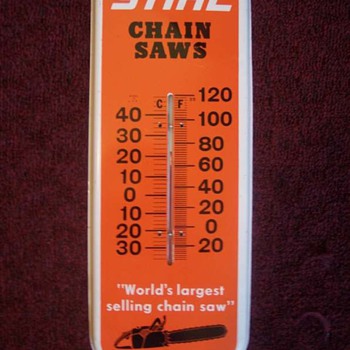 STIHL
CHAIN
SAWS
C F
120
40 100
30 80
20 60
10 40
0 20
10 0
20 20
30
"World's largest
selling chain saw"